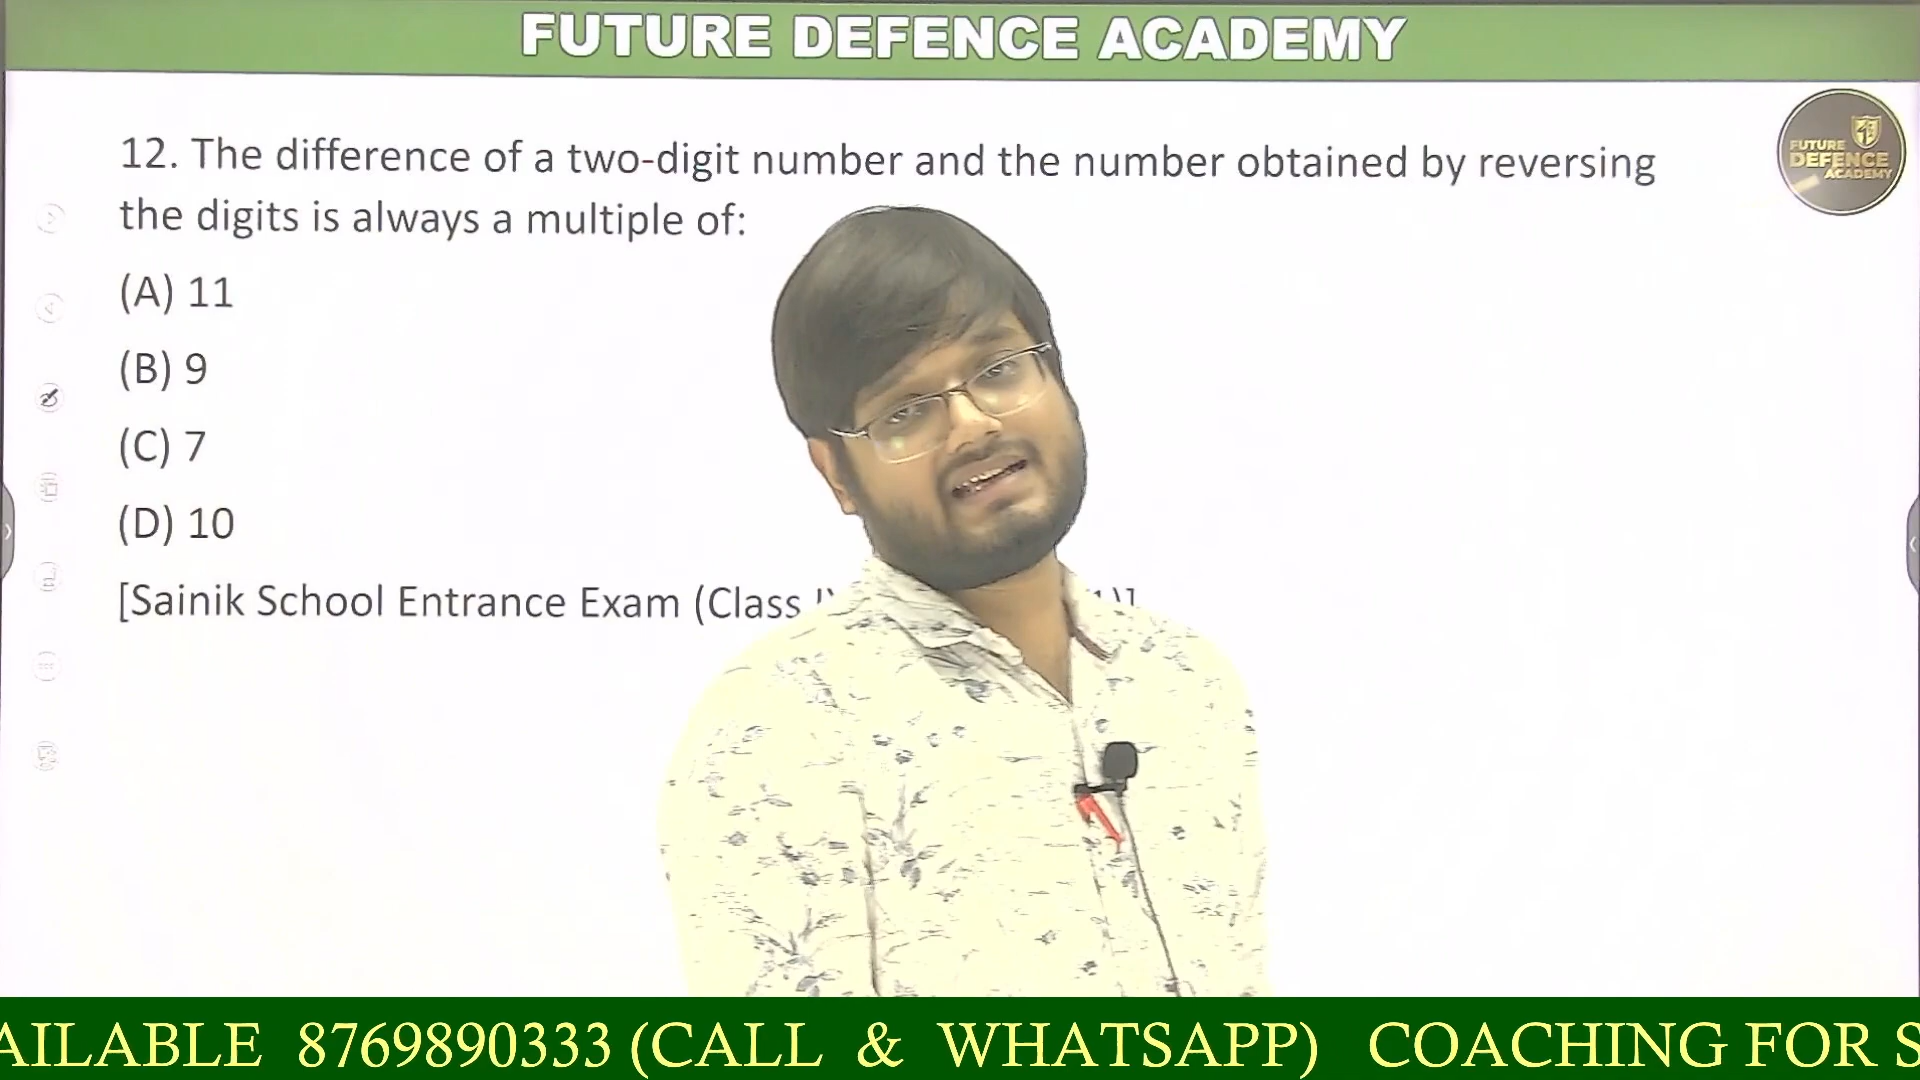 FUTURE DEFENCE ACADEMY
12. The difference of a two-digit number and the number obtained by reversing
the digits is always a multiple of:
(A) 11
(B) 9
(C) 7
(D) 10
[Sainik School Entrance Exam (Class
FUTURE
DEFENCE
ACADEMY
AILABLE 8769890333 (CALL & WHATSAPP) COACHING FOR S